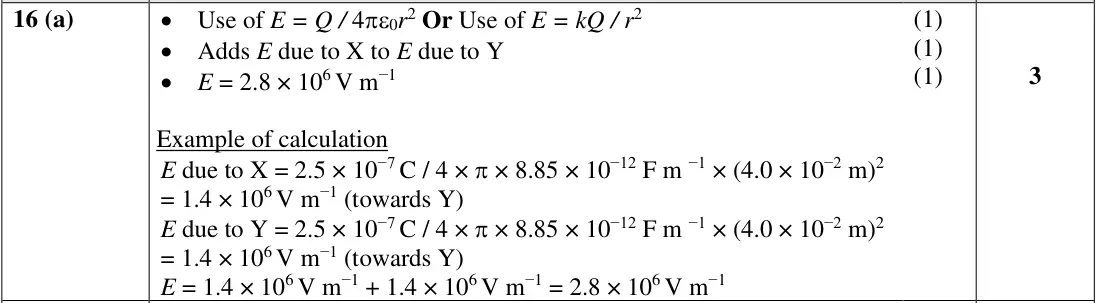 16 (a)
• Use of E = Q / 4πε₀r² Or Use of E = kQ / r² (1)
• Adds E due to X to E due to Y (1)
• E = 2.8 × 10⁶ V m⁻¹ (1)
3
Example of calculation
E due to X = 2.5 × 10⁻⁷ C / 4 × π × 8.85 × 10⁻¹² F m ⁻¹ × (4.0 × 10⁻² m)²
= 1.4 × 10⁶ V m⁻¹ (towards Y)
E due to Y = 2.5 × 10⁻⁷ C / 4 × π × 8.85 × 10⁻¹² F m ⁻¹ × (4.0 × 10⁻² m)²
= 1.4 × 10⁶ V m⁻¹ (towards Y)
E = 1.4 × 10⁶ V m⁻¹ + 1.4 × 10⁶ V m⁻¹ = 2.8 × 10⁶ V m⁻¹